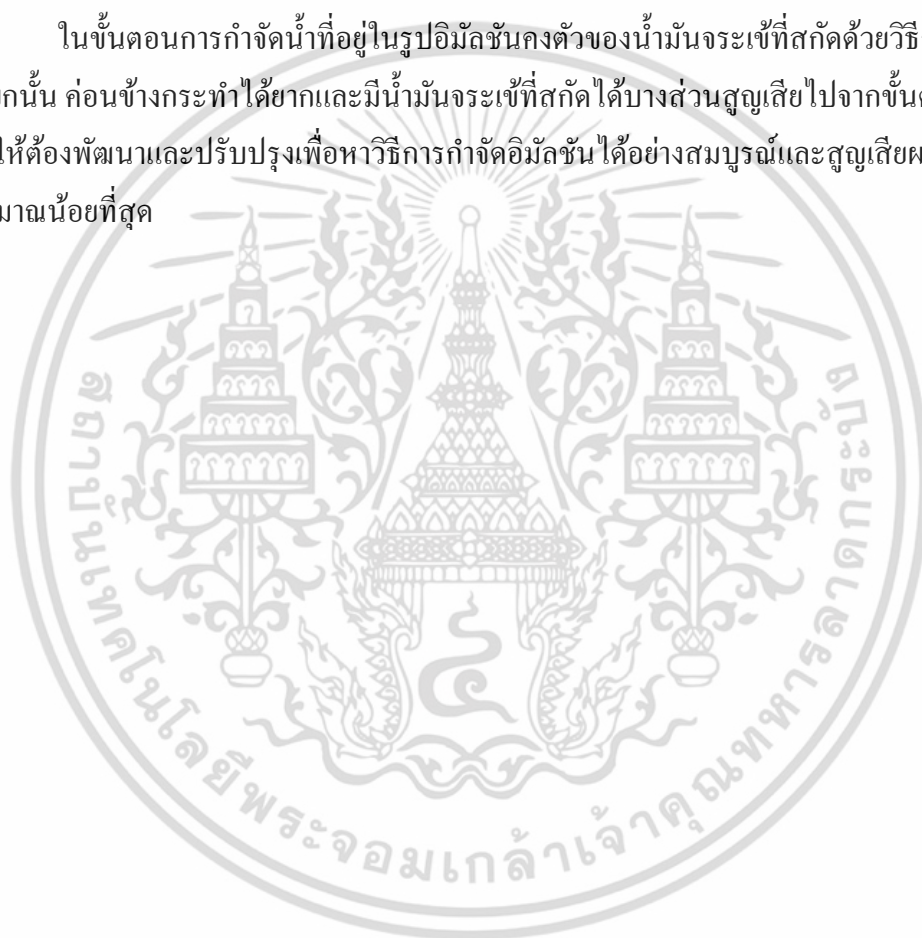 ในขั้นตอนการกำจัดน้ำที่อยู่ในรูปอิมัลชันคงตัวของน้ำมันจระเข้ที่สกัดด้วยวิธี
ยกนั้น ค่อนข้างกระทำได้ยากและมีน้ำมันจระเข้ที่สกัดได้บางส่วนสูญเสียไปจากขั้นต
ให้ต้องพัฒนาและปรับปรุงเพื่อหาวิธีการกำจัดอิมัลชันได้อย่างสมบูรณ์และสูญเสียผ
มาณน้อยที่สุด
สถาบันเทคโนโลยีพระจอมเกล้าเจ้าคุณทหารลาดกระบัง